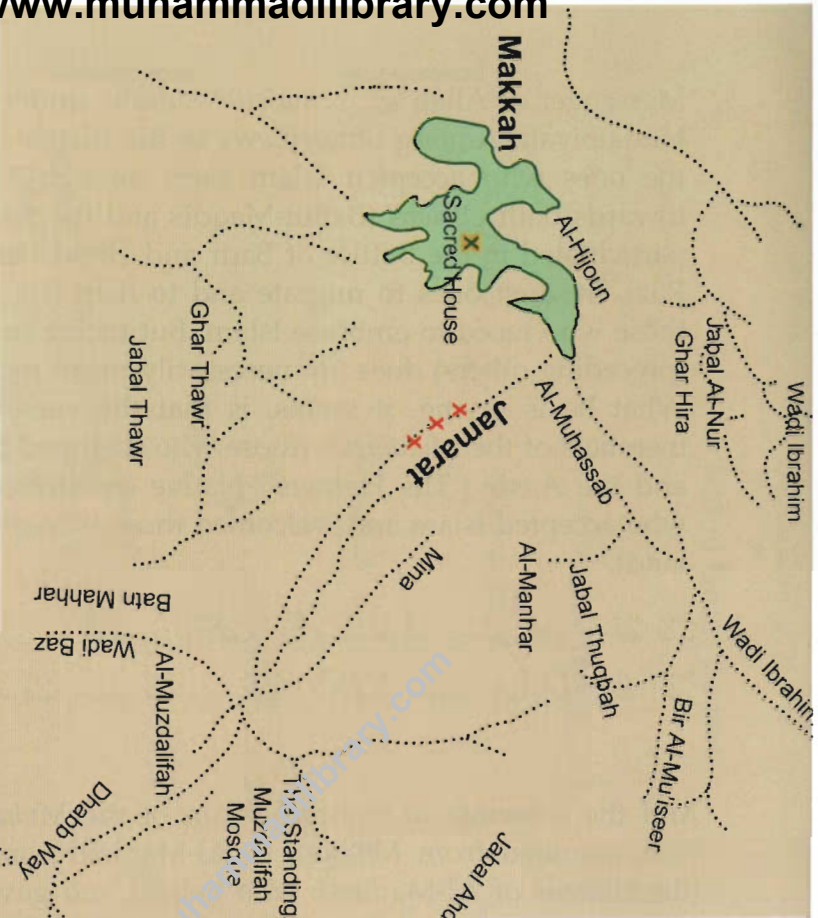 www.muhammadilibrary.com
Makkah
Sacred House
Al-Hijoun
Jabal Al-Nur
Ghar Hira
Wadi Ibrahim
Al-Muhassab
Jamarat
Ghar Thawr
Jabal Thawr
Mina
Al-Manhar
Jabal Thuqbah
Wadi Ibrahim
Bir Al-Mu'iseer
Batn Mahhar
Wadi Baz
Al-Muzdalifah
The Standing
Muzdalifah
Mosque
Dhabb Way